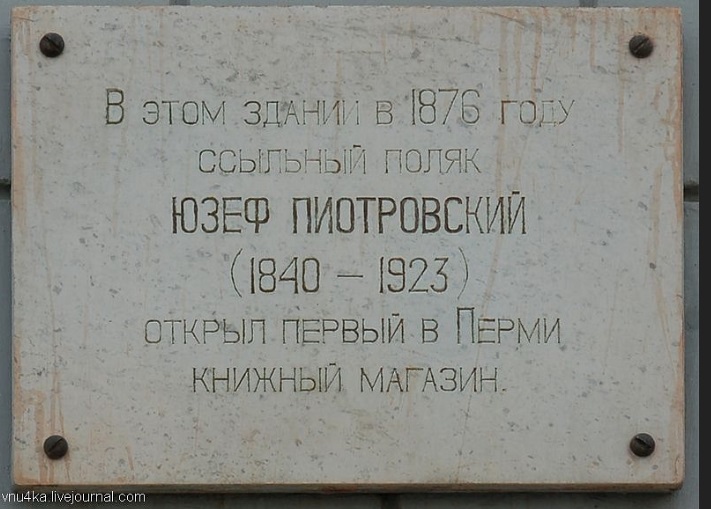 В этом здании в 1876 году
ссыльный поляк
ЮЗЕФ ПИОТРОВСКИЙ
(1840 – 1923)
открыл первый в Перми
книжный магазин.
vnu4ka.livejournal.com